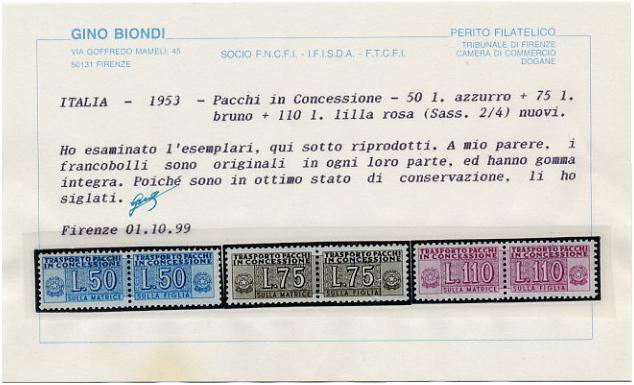 GINO BIONDI
PERITO FILATELICO
VIA GOFFREDO MAMELI, 45
50131 FIRENZE
SOCIO F.N.C.F.I. - I.F.I.S.D.A. - F.T.C.F.I.
TRIBUNALE DI FIRENZE
CAMERA DI COMMERCIO
DOGANE
ITALIA - 1953 - Pacchi in Concessione - 50 l. azzurro + 75 l.
bruno + 110 l. lilla rosa (Sass. 2/4) nuovi.
Ho esaminato l'esemplari, qui sotto riprodotti. A mio parere, i
francobolli sono originali in ogni loro parte, ed hanno gomma
integra. Poiché sono in ottimo stato di conservazione, li ho
siglati.
Firenze 01.10.99
TRASPORTO PACCHI IN CONCESSIONE TRASPORTO PACCHI IN CONCESSIONE TRASPORTO PACCHI IN CONCESSIONE TRASPORTO PACCHI IN CONCESSIONE TRASPORTO PACCHI IN CONCESSIONE TRASPORTO PACCHI IN CONCESSIONE
L.50 L.50 L.75 L.75 L.110 L.110
SULLA MATRICE SULLA FIGLIA SULLA MATRICE SULLA FIGLIA SULLA MATRICE SULLA FIGLIA